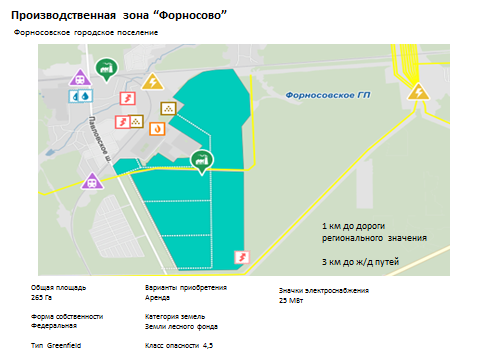 Производственная зона “Форносово”
Форносовское городское поселение
Форносовское ГП
Павловское ш.
1 км до дороги
регионального значения
3 км до ж/д путей
Общая площадь
265 Га
Форма собственности
Федеральная
Тип Greenfield
Варианты приобретения
Аренда
Категория земель
Земли лесного фонда
Класс опасности 4,5
Значки электроснабжения
25 МВт